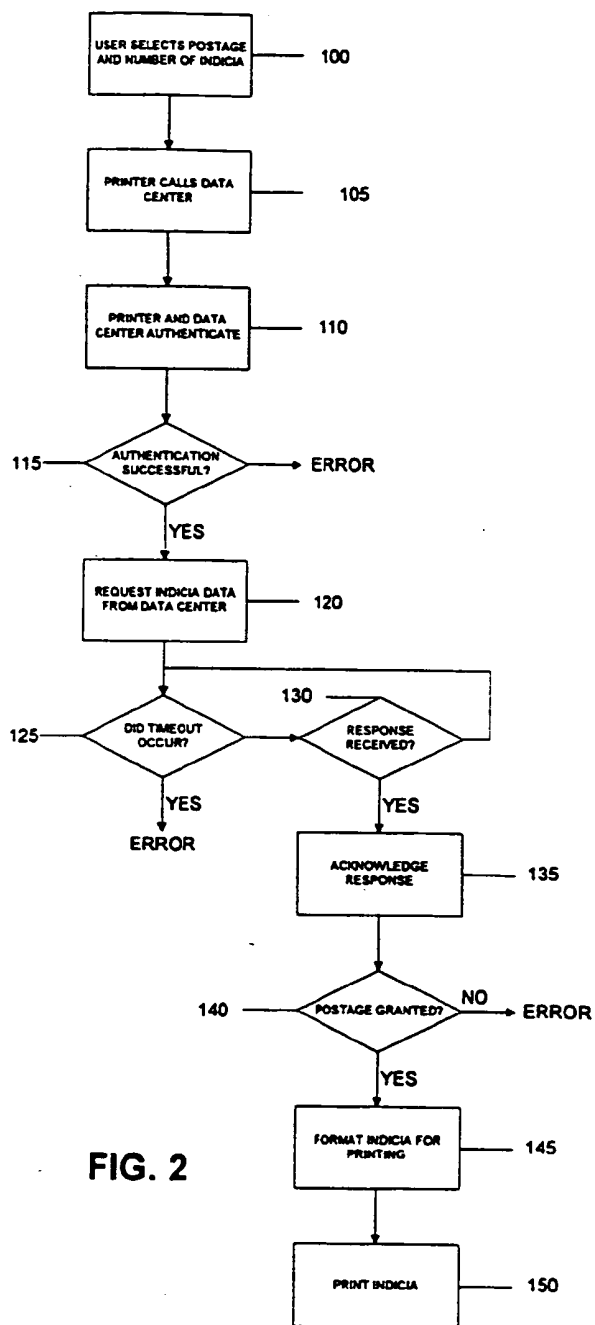 USER SELECTS POSTAGE
AND NUMBER OF INDICIA
100
PRINTER CALLS DATA
CENTER
105
PRINTER AND DATA
CENTER AUTHENTICATE
110
115
AUTHENTICATION
SUCCESSFUL?
ERROR
YES
REQUEST INDICIA DATA
FROM DATA CENTER
120
130
125
DID TIMEOUT
OCCUR?
RESPONSE
RECEIVED?
YES
ERROR
YES
ACKNOWLEDGE
RESPONSE
135
140
POSTAGE GRANTED?
NO
ERROR
YES
FORMAT INDICIA FOR
PRINTING
145
FIG. 2
PRINT INDICIA
150